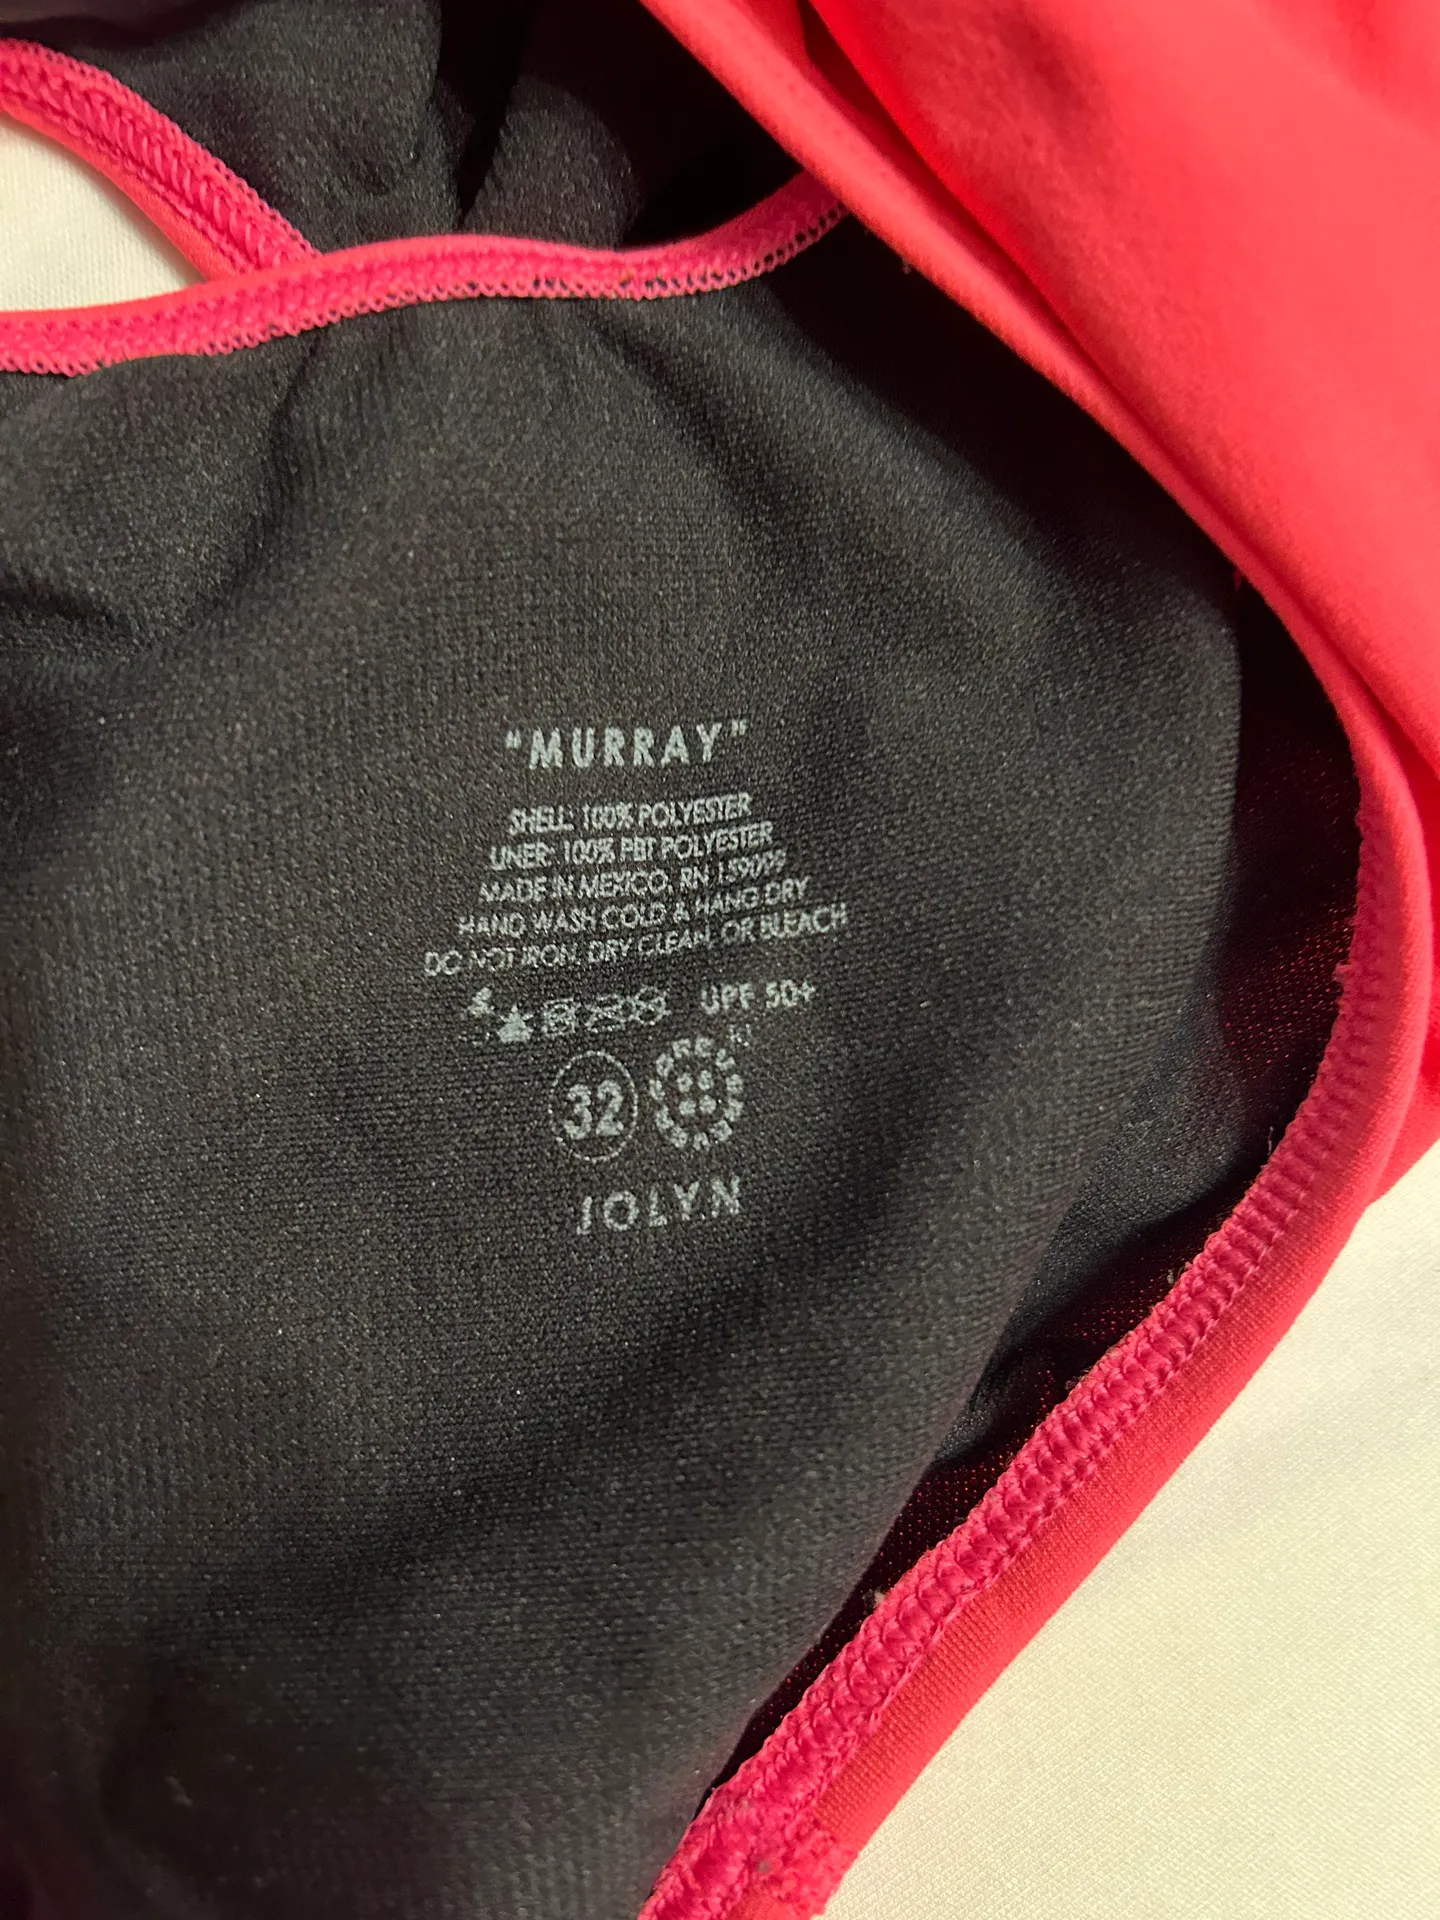 "MURRAY"
SHELL: 100% POLYESTER
LINER: 100% PBT POLYESTER
MADE IN MEXICO, RN 159099
HAND WASH COLD & HANG DRY
DO NOT IRON, DRY CLEAN, OR BLEACH
UPF 50+
32
JOLYN